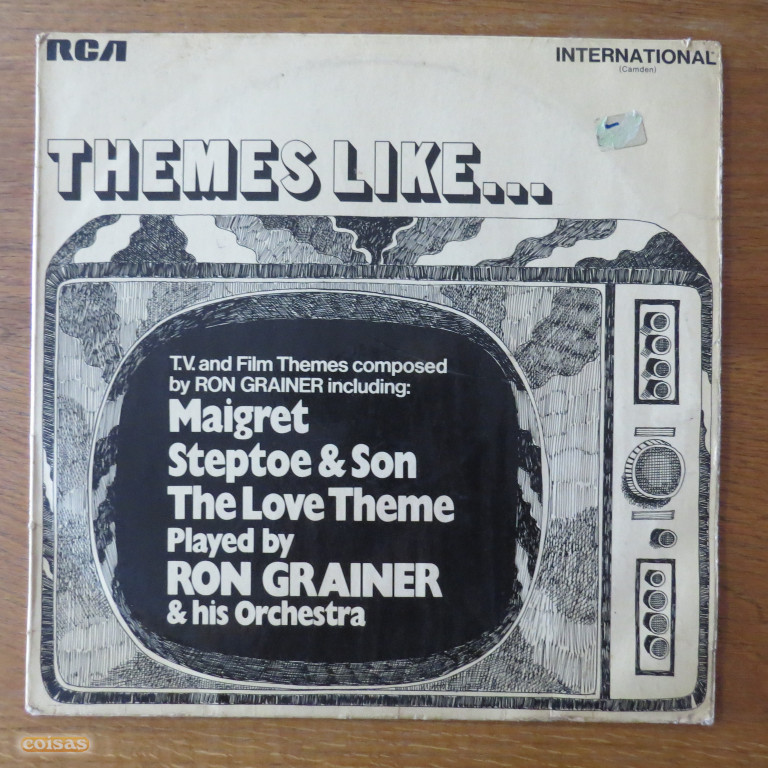 RCA
INTERNATIONAL
(Camden)
THEMES LIKE...
T.V. and Film Themes composed
by RON GRAINER including:
Maigret
Steptoe & Son
The Love Theme
Played by
RON GRAINER
& his Orchestra
coisas